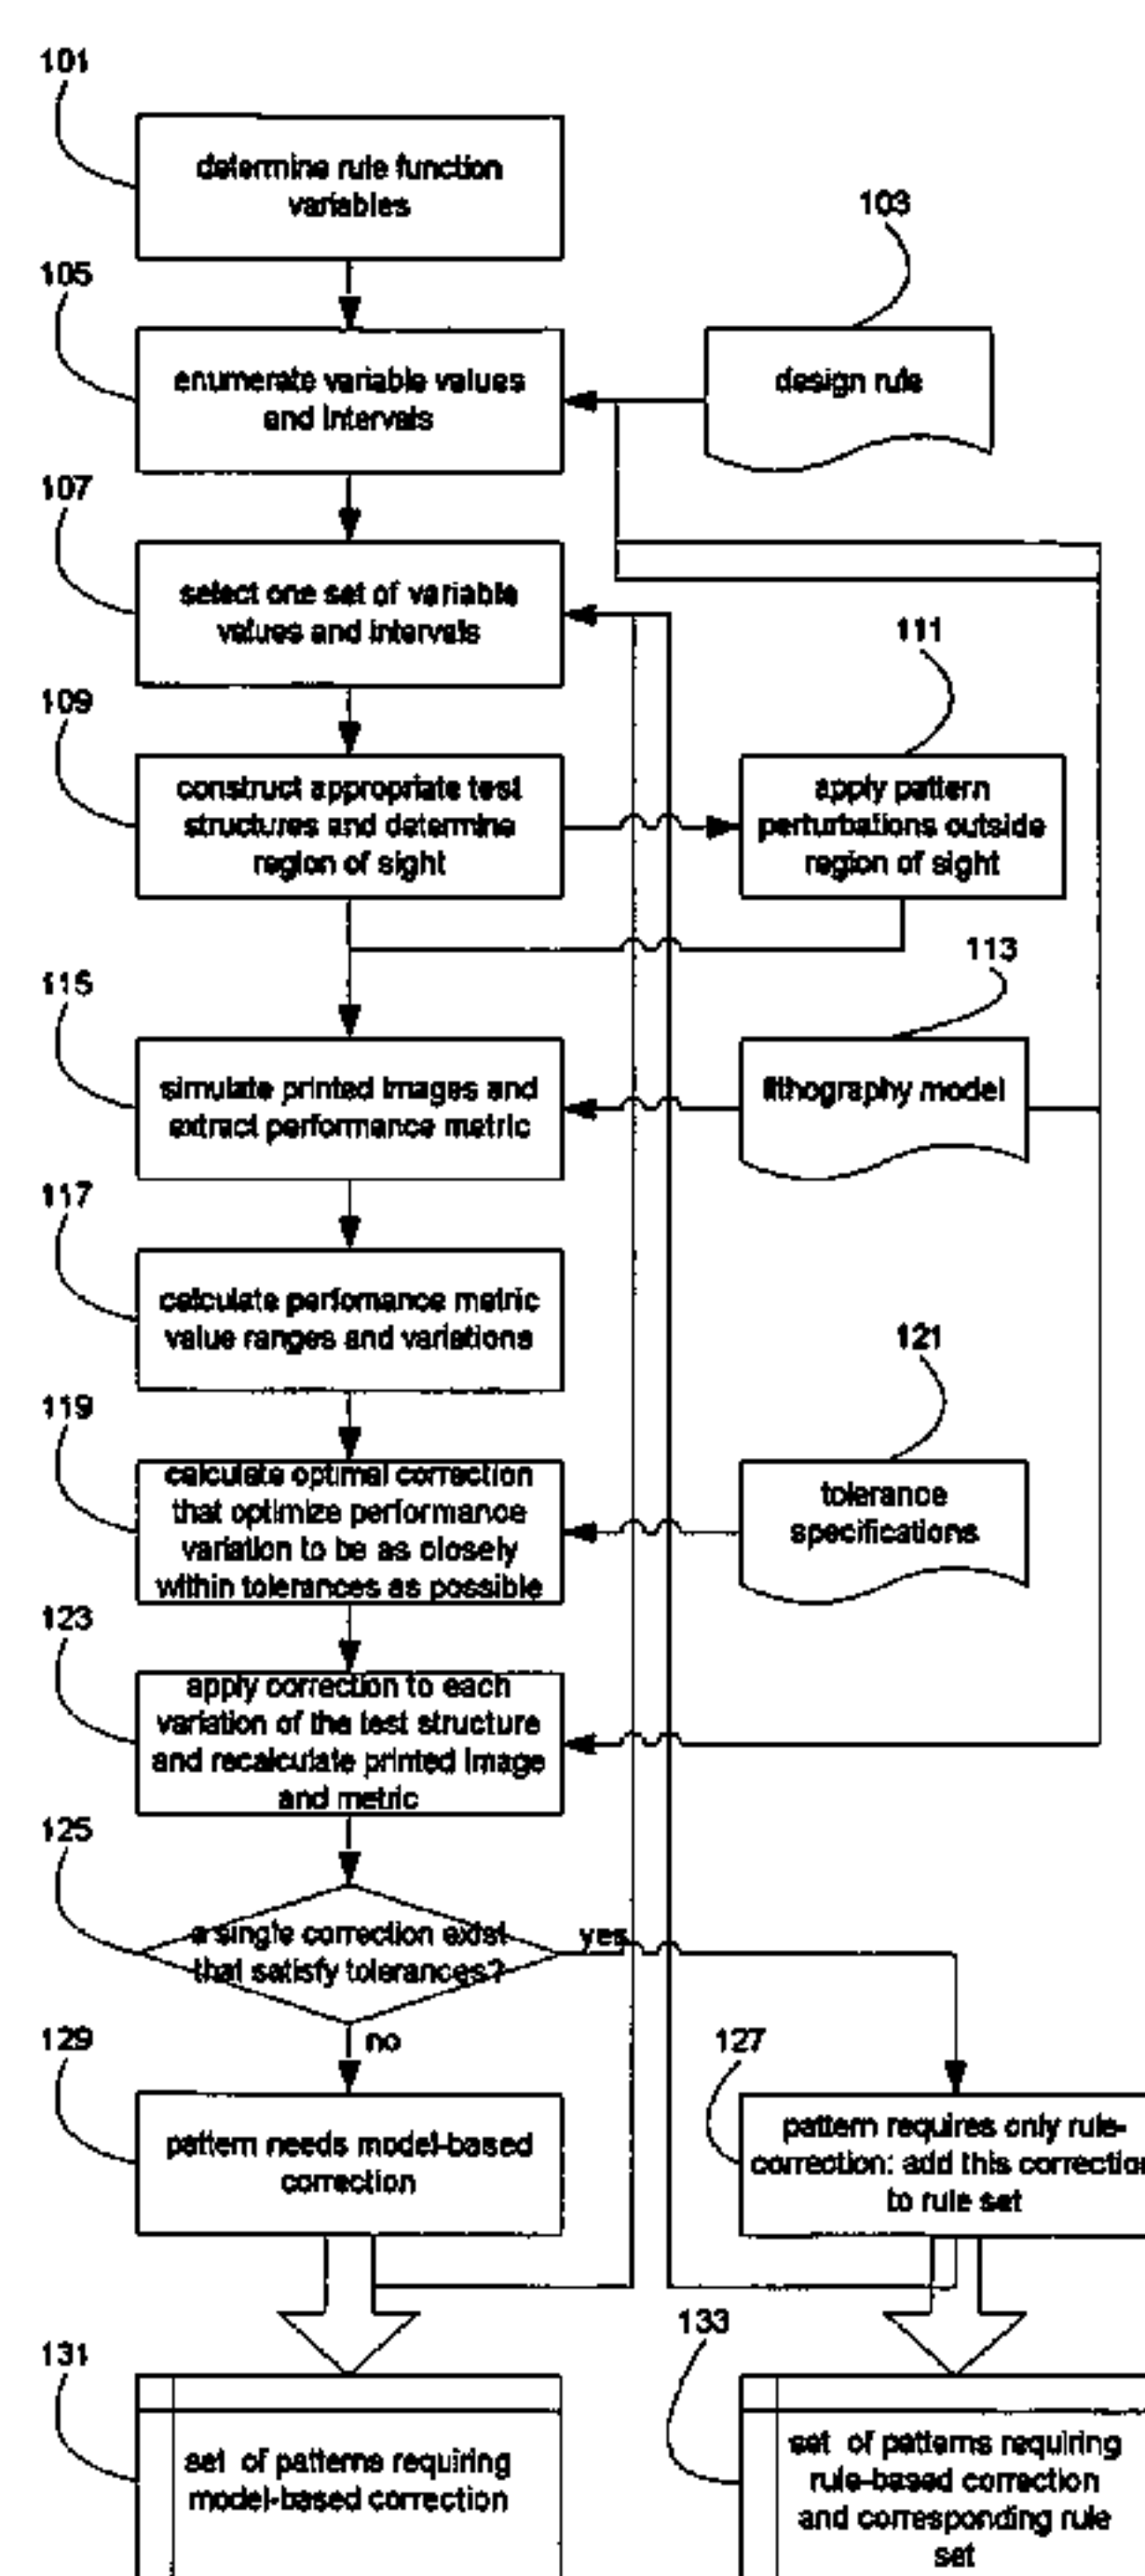 101
determine rule function
variables
103
105
enumerate variable values
and intervals
design rule
107
select one set of variable
values and intervals
111
109
construct appropriate test
structures and determine
region of sight
apply pattern
perturbations outside
region of sight
113
115
simulate printed images and
extract performance metric
lithography model
117
calculate perfomance metric
value ranges and variations
121
119
calculate optimal correction
that optimize performance
variation to be as closely
within tolerances as possible
tolerance
specifications
123
apply correction to each
variation of the test structure
and recalculate printed image
and metric
125
a single correction exist
that satisfy tolerances?
yes
no
129
127
pattern needs model-based
correction
pattern requires only rule-
correction: add this correction
to rule set
133
131
set of patterns requiring
model-based correction
set of patterns requiring
rule-based correction
and corresponding rule
set